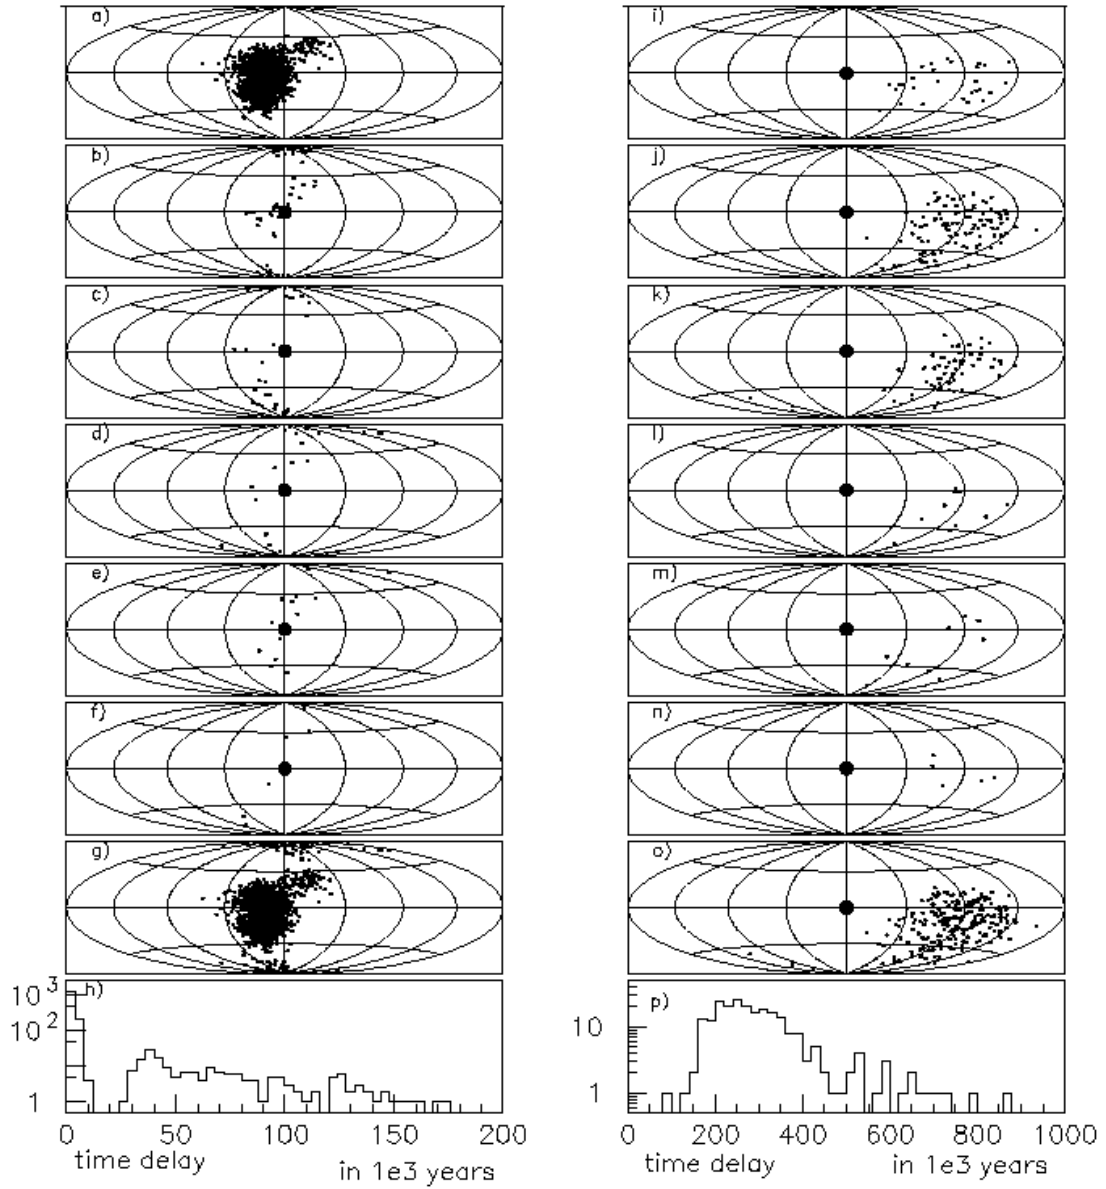 a)
b)
c)
d)
e)
f)
g)
h)
10^3
10^2
1
0 50 100 150 200
time delay in 1e3 years
i)
j)
k)
l)
m)
n)
o)
p)
10
1
0 200 400 600 800 1000
time delay in 1e3 years